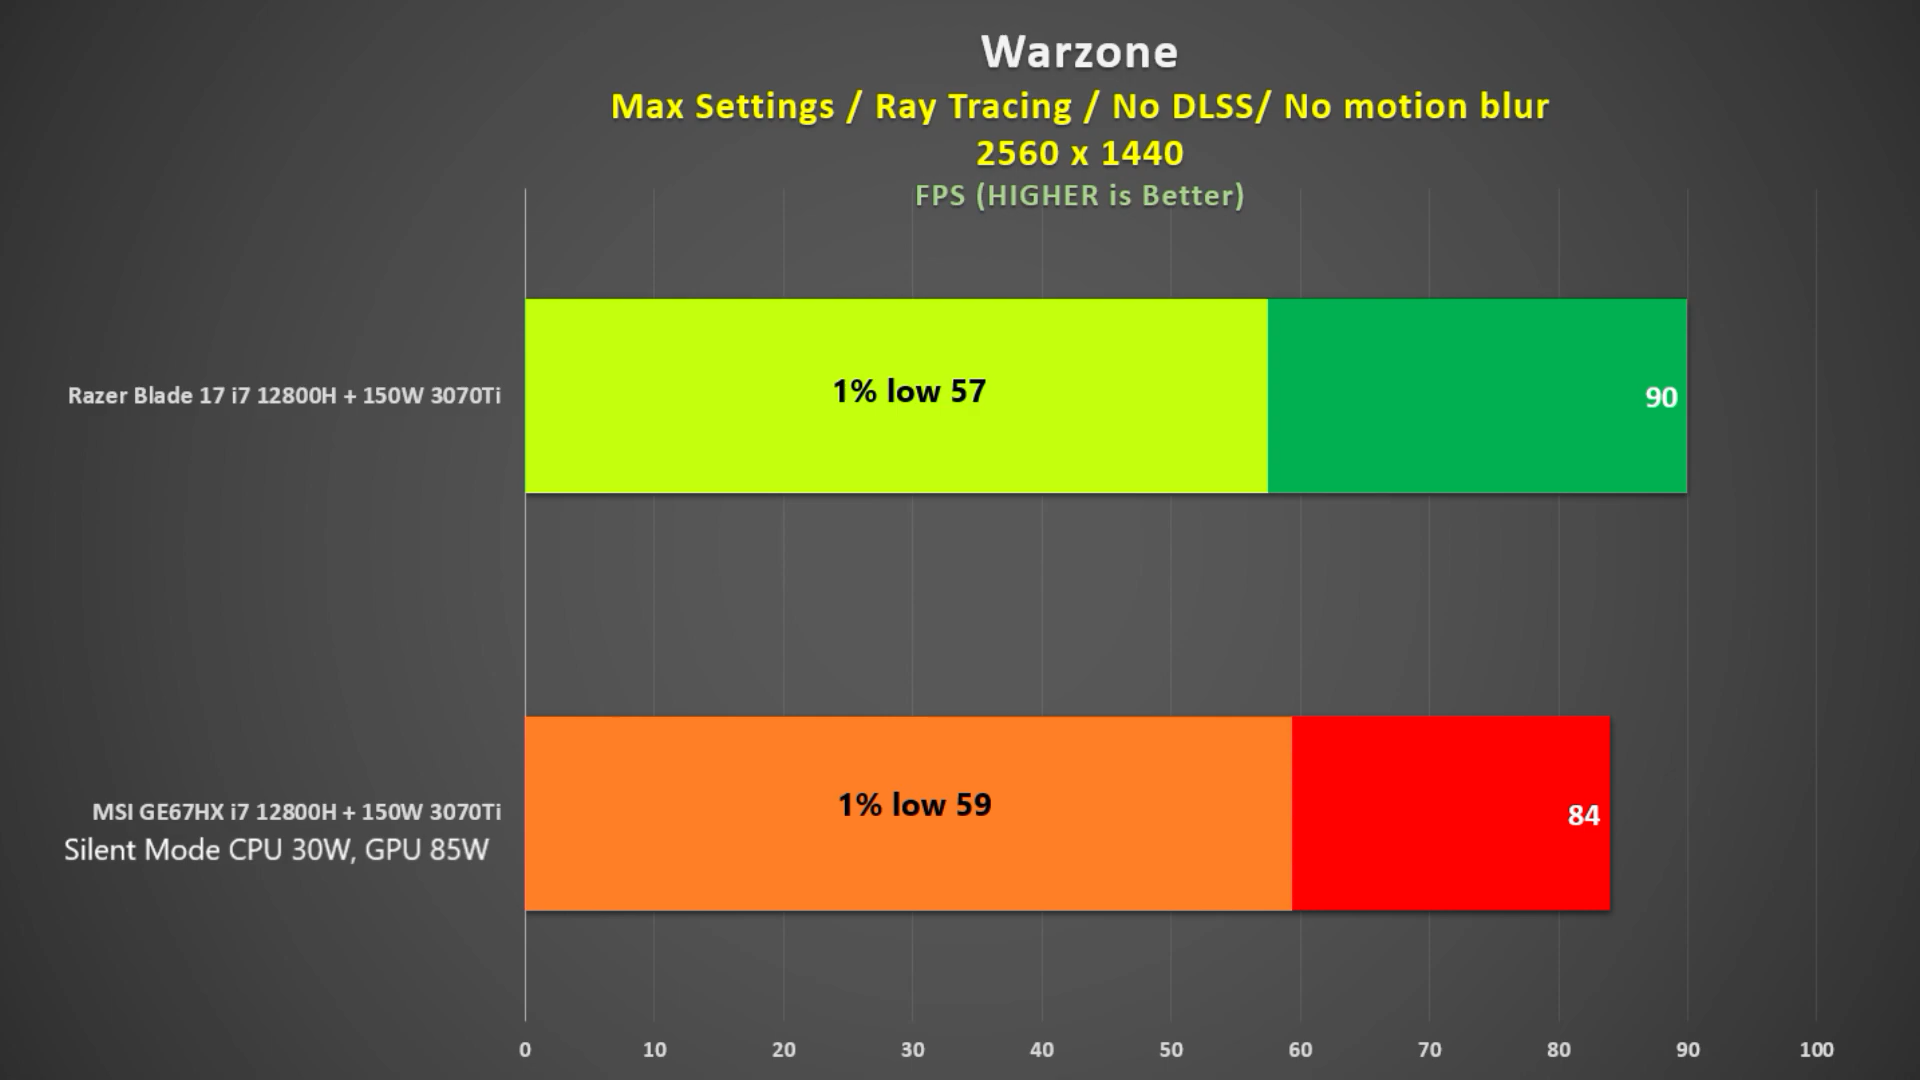 Warzone
Max Settings / Ray Tracing / No DLSS/ No motion blur
2560 x 1440
FPS (HIGHER is Better)
Razer Blade 17 i7 12800H + 150W 3070Ti
1% low 57
90
MSI GE67HX i7 12800H + 150W 3070Ti
Silent Mode CPU 30W, GPU 85W
1% low 59
84
0 10 20 30 40 50 60 70 80 90 100